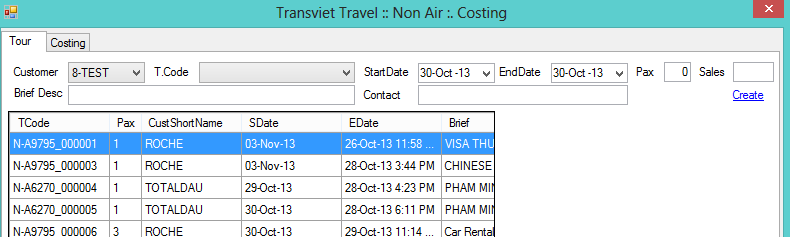 Transviet Travel :: Non Air :. Costing
Tour Costing
Customer 8-TEST T.Code StartDate 30-Oct -13 EndDate 30-Oct -13 Pax 0 Sales
Brief Desc Contact Create
TCode Pax CustShortName SDate EDate Brief
N-A9795_000001 1 ROCHE 03-Nov-13 26-Oct-13 11:58 ... VISA THU
N-A9795_000003 1 ROCHE 03-Nov-13 28-Oct-13 3:44 PM CHINESE
N-A6270_000004 1 TOTALDAU 29-Oct-13 28-Oct-13 4:23 PM PHAM MIN
N-A6270_000005 1 TOTALDAU 30-Oct-13 28-Oct-13 6:11 PM PHAM MIN
N-A9795_000006 3 ROCHE 30-Oct-13 29-Oct-13 11:14 ... Car Rental